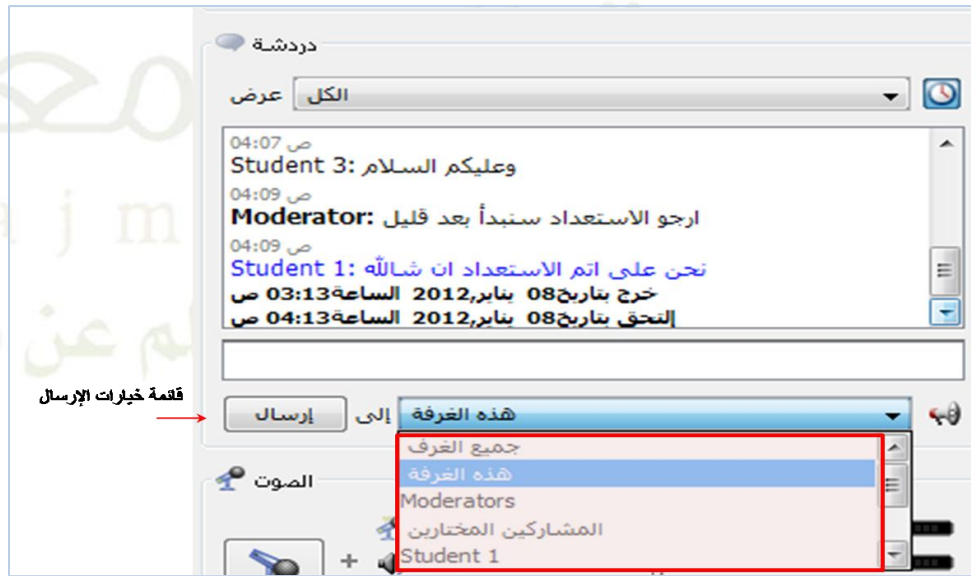 دردشة
عرض الكل
04:07 ص
Student 3: وعليكم السلام
04:09 ص
Moderator: ارجو الاستعداد سنبدأ بعد قليل
04:09 ص
Student 1: نحن على اتم الاستعداد ان شالله
خرج بتاريخ08 يناير,2012 الساعة03:13 ص
إلتحق بتاريخ08 يناير,2012 الساعة04:13 ص
قائمة خيارات الإرسال
إرسال إلى هذه الغرفة
جميع الغرف
هذه الغرفة
Moderators
المشاركين المختارين
Student 1
الصوت